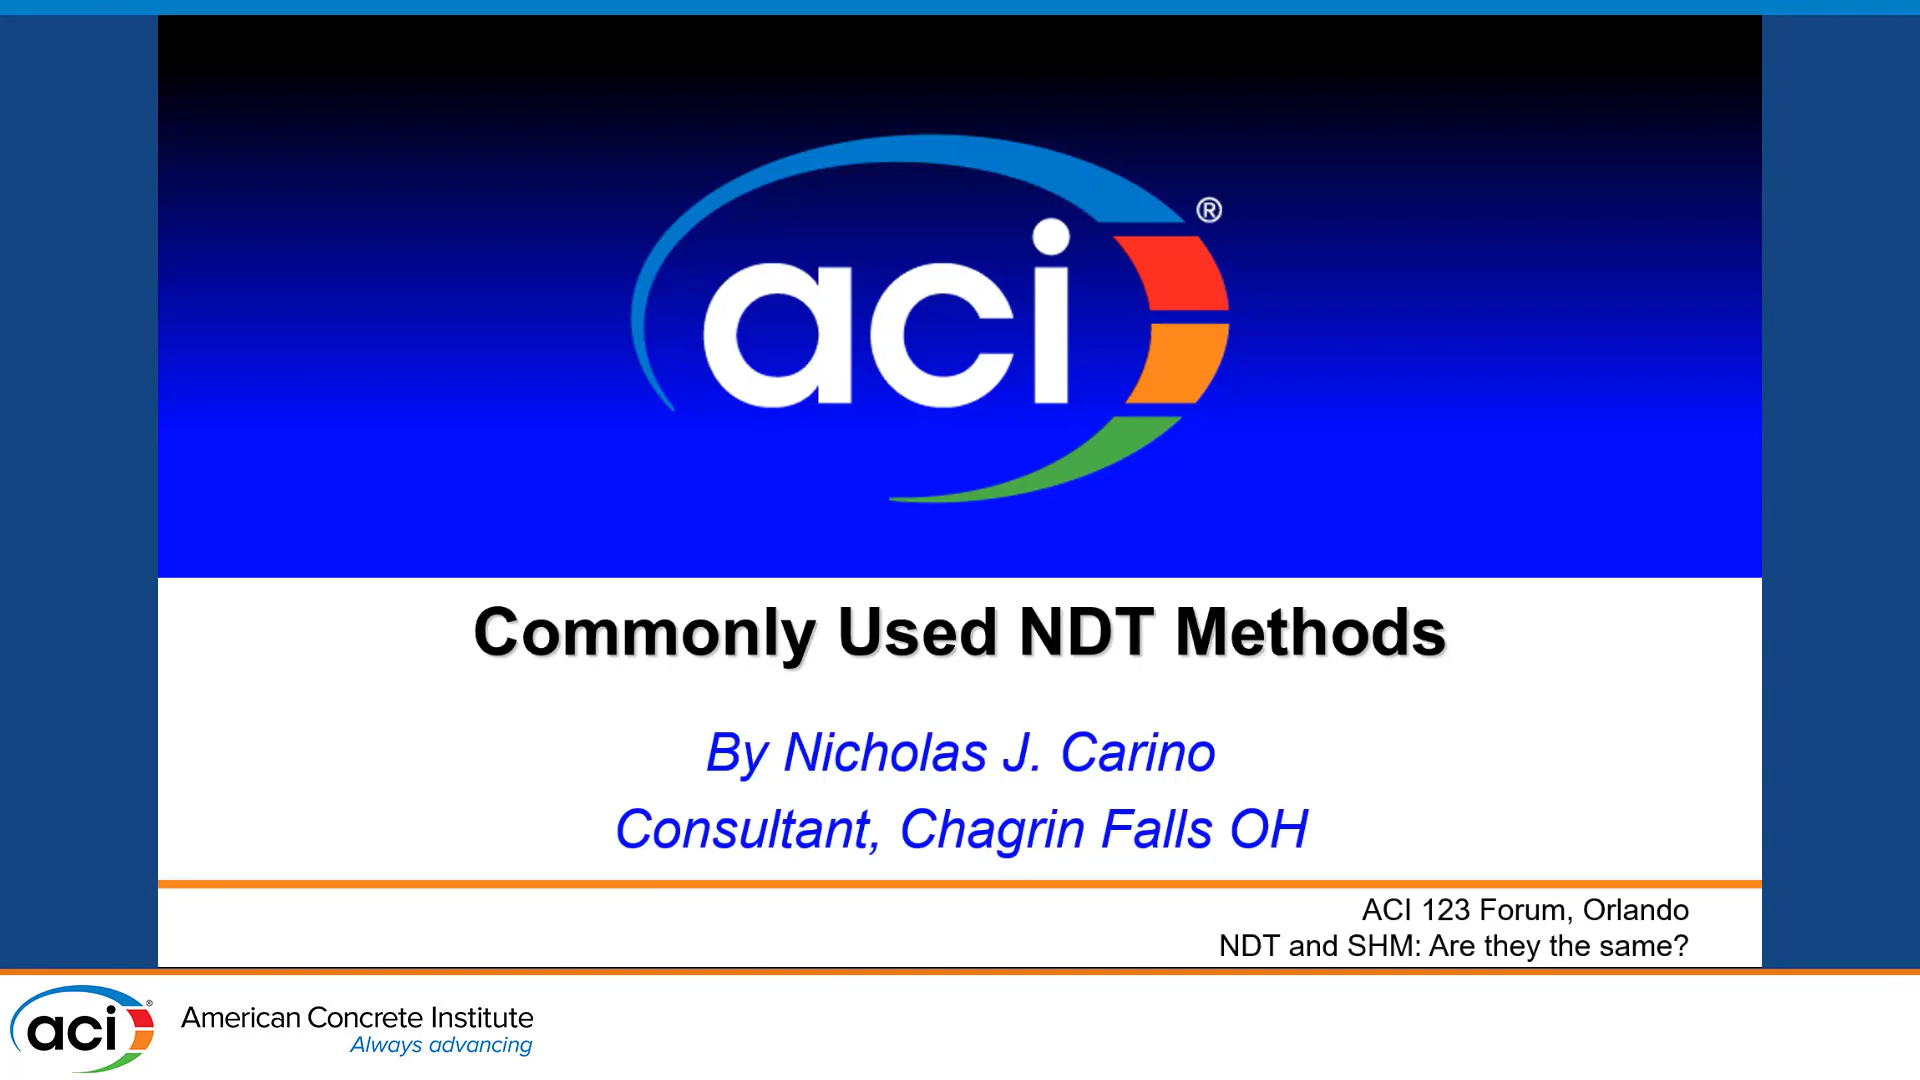 aci®
Commonly Used NDT Methods
By Nicholas J. Carino
Consultant, Chagrin Falls OH
ACI 123 Forum, Orlando
NDT and SHM: Are they the same?
aci®
American Concrete Institute
Always advancing